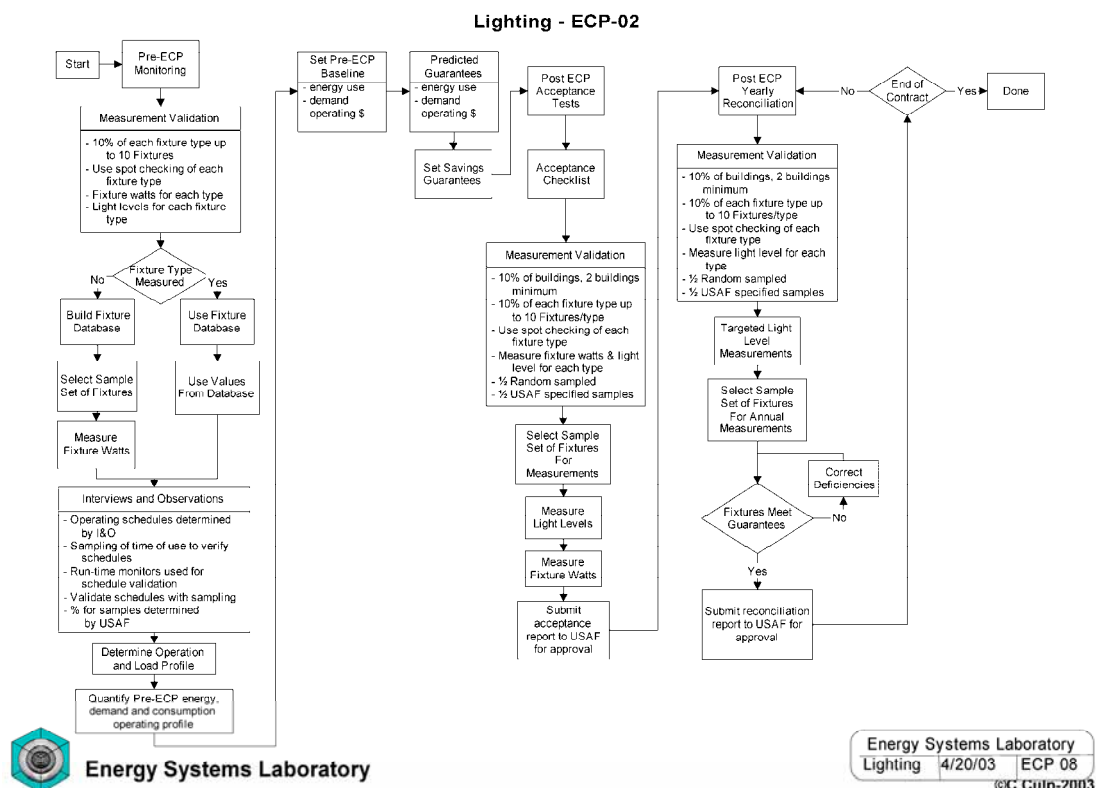 Lighting - ECP-02
Start
Pre-ECP
Monitoring
Measurement Validation
- 10% of each fixture type up
to 10 Fixtures
- Use spot checking of each
fixture type
- Fixture watts for each type
- Light levels for each fixture
type
Fixture Type
Measured
No
Yes
Build Fixture
Database
Use Fixture
Database
Select Sample
Set of Fixtures
Use Values
From Database
Measure
Fixture Watts
Interviews and Observations
- Operating schedules determined
by I&O
- Sampling of time of use to verify
schedules
- Run-time monitors used for
schedule validation
- Validate schedules with sampling
- % for samples determined
by USAF
Determine Operation
and Load Profile
Quantify Pre-ECP energy,
demand and consumption
operating profile
Set Pre-ECP
Baseline
- energy use
- demand
operating $
Predicted
Guarantees
- energy use
- demand
operating $
Set Savings
Guarantees
Post ECP
Acceptance
Tests
Acceptance
Checklist
Measurement Validation
- 10% of buildings, 2 buildings
minimum
- 10% of each fixture type up
to 10 Fixtures/type
- Use spot checking of each
fixture type
- Measure fixture watts & light
level for each type
- ½ Random sampled
- ½ USAF specified samples
Select Sample
Set of Fixtures
For
Measurements
Measure
Light Levels
Measure
Fixture Watts
Submit
acceptance
report to USAF
for approval
Post ECP
Yearly
Reconciliation
No
End of
Contract
Yes
Done
Measurement Validation
- 10% of buildings, 2 buildings
minimum
- 10% of each fixture type up
to 10 Fixtures/type
- Use spot checking of each
fixture type
- Measure light level for each
type
- ½ Random sampled
- ½ USAF specified samples
Targeted Light
Level
Measurements
Select Sample
Set of Fixtures
For Annual
Measurements
Correct
Deficiencies
Fixtures Meet
Guarantees
No
Yes
Submit reconciliation
report to USAF for
approval
Energy Systems Laboratory
Energy Systems Laboratory
Lighting 4/20/03 ECP 08
©C Culp-2003